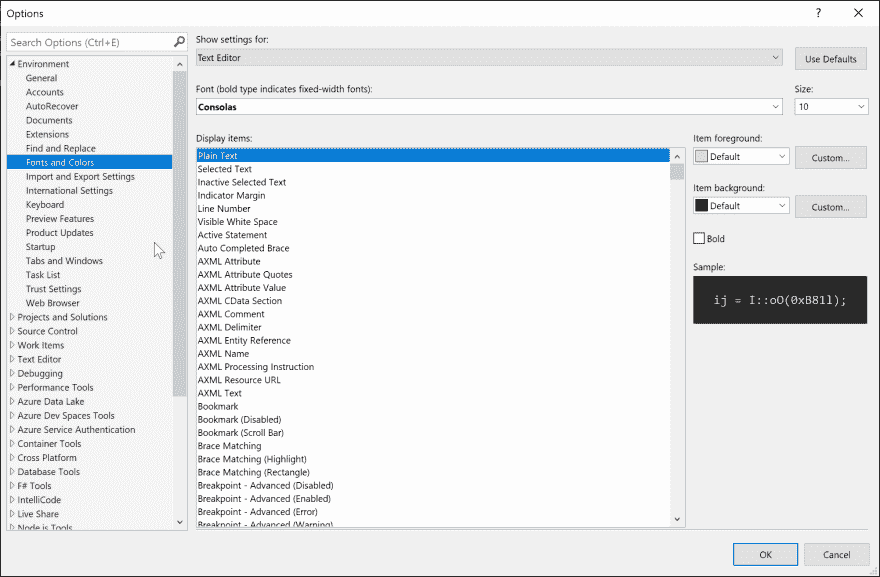 Options
?
Search Options (Ctrl+E)
Environment
General
Accounts
AutoRecover
Documents
Extensions
Find and Replace
Fonts and Colors
Import and Export Settings
International Settings
Keyboard
Preview Features
Product Updates
Startup
Tabs and Windows
Task List
Trust Settings
Web Browser
Projects and Solutions
Source Control
Work Items
Text Editor
Debugging
Performance Tools
Azure Data Lake
Azure Dev Spaces Tools
Azure Service Authentication
Container Tools
Cross Platform
Database Tools
F# Tools
IntelliCode
Live Share
Node.js Tools
Show settings for:
Text Editor
Use Defaults
Font (bold type indicates fixed-width fonts):
Size:
Consolas
10
Display items:
Plain Text
Selected Text
Inactive Selected Text
Indicator Margin
Line Number
Visible White Space
Active Statement
Auto Completed Brace
AXML Attribute
AXML Attribute Quotes
AXML Attribute Value
AXML CData Section
AXML Comment
AXML Delimiter
AXML Entity Reference
AXML Name
AXML Processing Instruction
AXML Resource URL
AXML Text
Bookmark
Bookmark (Disabled)
Bookmark (Scroll Bar)
Brace Matching
Brace Matching (Highlight)
Brace Matching (Rectangle)
Breakpoint - Advanced (Disabled)
Breakpoint - Advanced (Enabled)
Breakpoint - Advanced (Error)
Breakpoint - Advanced (Warning)
Item foreground:
Default
Custom...
Item background:
Default
Custom...
Bold
Sample:
ij = I::oO(0xB81l);
OK
Cancel